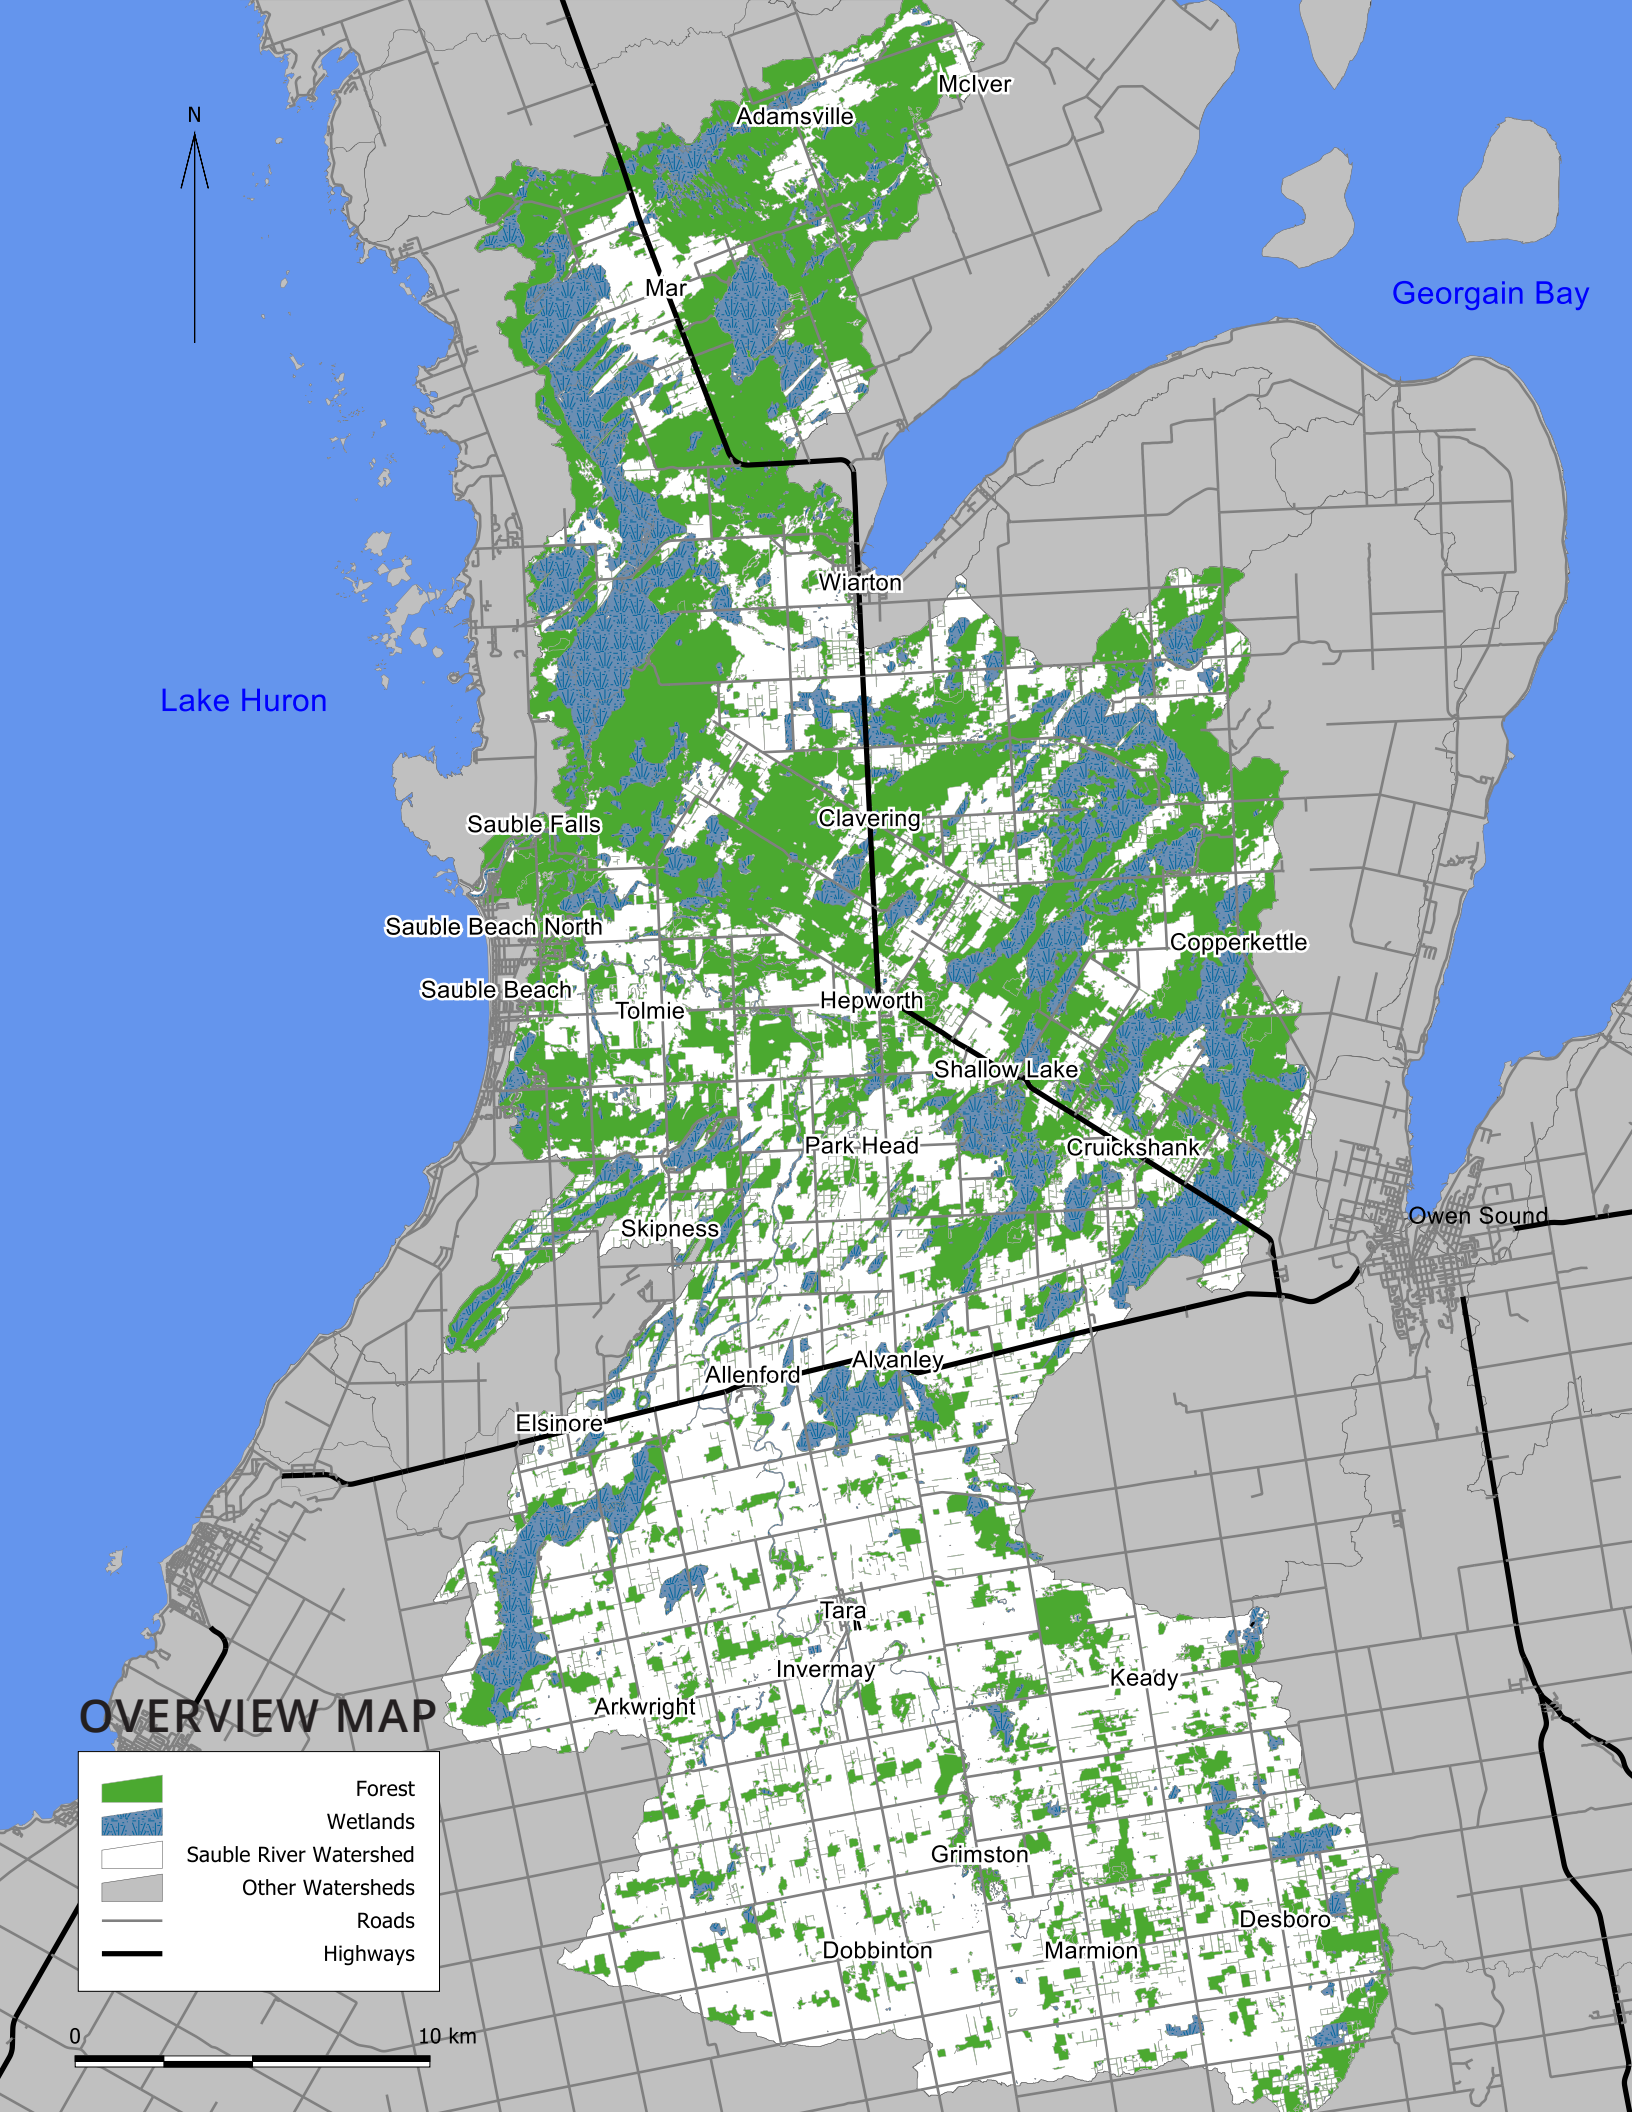 McIver
N
Adamsville
Mar
Georgain Bay
Wiarton
Lake Huron
Clavering
Sauble Falls
Sauble Beach North
Copperkettle
Sauble Beach
Hepworth
Tolmie
Shallow Lake
Park Head
Cruickshank
Owen Sound
Skipness
Alvanley
Allenford
Elsinore
Tara
Invermay
Keady
Arkwright
OVERVIEW MAP
Forest
Wetlands
Sauble River Watershed
Other Watersheds
Roads
Highways
Grimston
Desboro
Dobbinton
Marmion
0
10 km